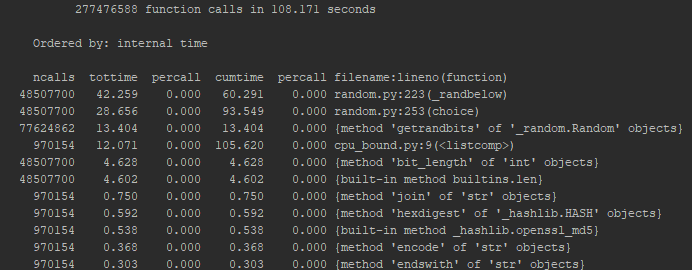 277476588 function calls in 108.171 seconds
Ordered by: internal time
ncalls tottime percall cumtime percall filename:lineno(function)
48507700 42.259 0.000 60.291 0.000 random.py:223(_randbelow)
48507700 28.656 0.000 93.549 0.000 random.py:253(choice)
77624862 13.404 0.000 13.404 0.000 {method 'getrandbits' of '_random.Random' objects}
970154 12.071 0.000 105.620 0.000 cpu_bound.py:9(<listcomp>)
48507700 4.628 0.000 4.628 0.000 {method 'bit_length' of 'int' objects}
48507700 4.602 0.000 4.602 0.000 {built-in method builtins.len}
970154 0.750 0.000 0.750 0.000 {method 'join' of 'str' objects}
970154 0.592 0.000 0.592 0.000 {method 'hexdigest' of '_hashlib.HASH' objects}
970154 0.538 0.000 0.538 0.000 {built-in method _hashlib.openssl_md5}
970154 0.368 0.000 0.368 0.000 {method 'encode' of 'str' objects}
970154 0.303 0.000 0.303 0.000 {method 'endswith' of 'str' objects}